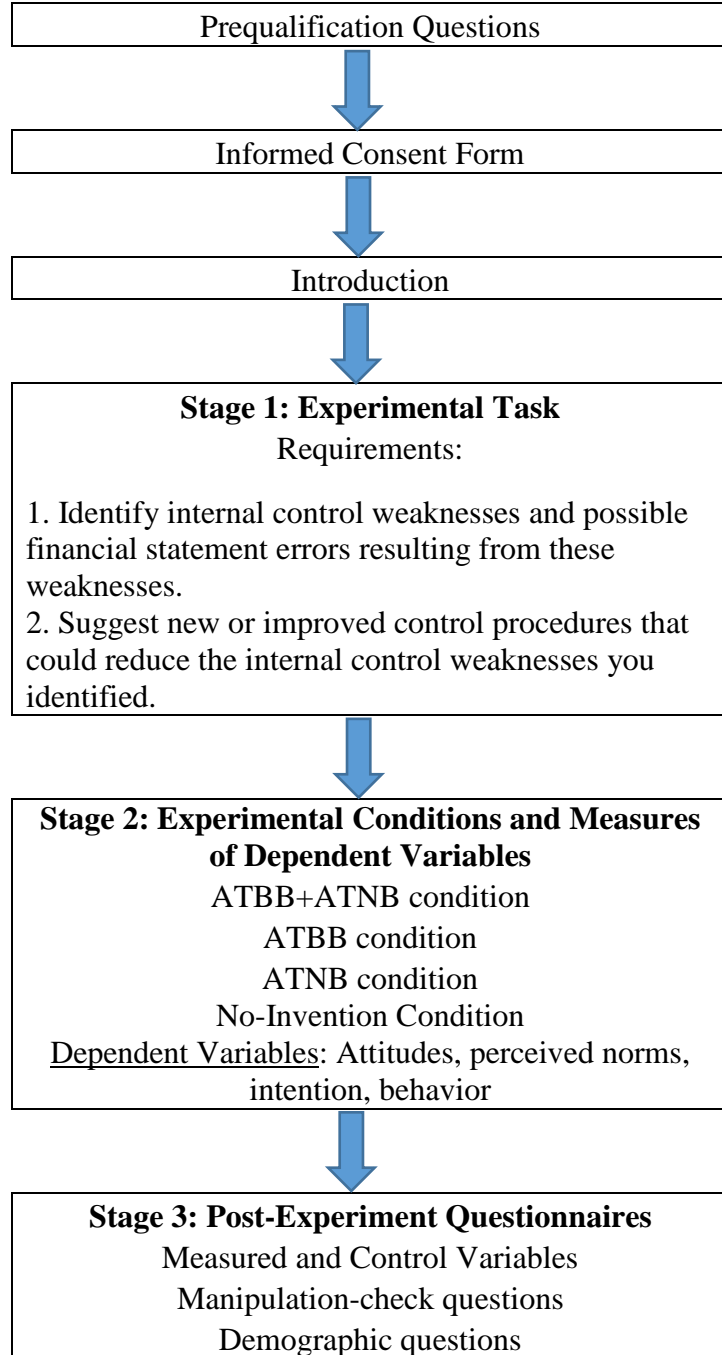 Prequalification Questions
Informed Consent Form
Introduction
Stage 1: Experimental Task
Requirements:
1. Identify internal control weaknesses and possible
financial statement errors resulting from these
weaknesses.
2. Suggest new or improved control procedures that
could reduce the internal control weaknesses you
identified.
Stage 2: Experimental Conditions and Measures
of Dependent Variables
ATBB+ATNB condition
ATBB condition
ATNB condition
No-Invention Condition
Dependent Variables: Attitudes, perceived norms,
intention, behavior
Stage 3: Post-Experiment Questionnaires
Measured and Control Variables
Manipulation-check questions
Demographic questions